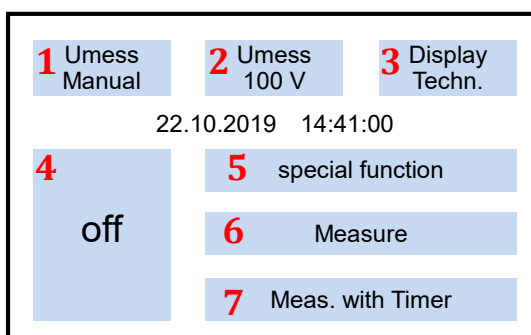 1 Umess Manual
2 Umess 100 V
3 Display Techn.
22.10.2019 14:41:00
4 off
5 special function
6 Measure
7 Meas. with Timer